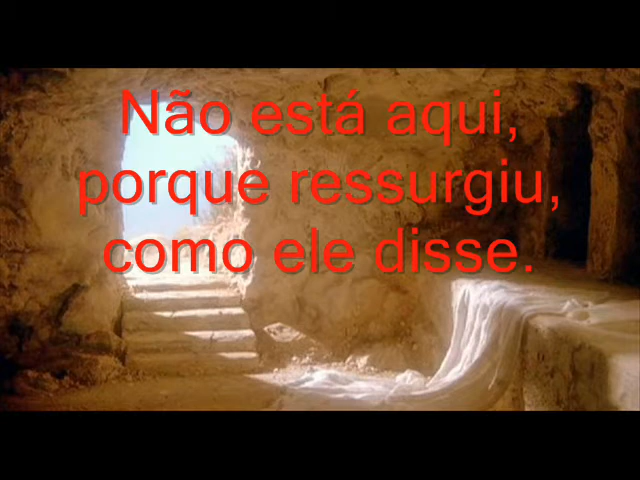 Não está aqui,
porque ressurgiu,
como ele disse.